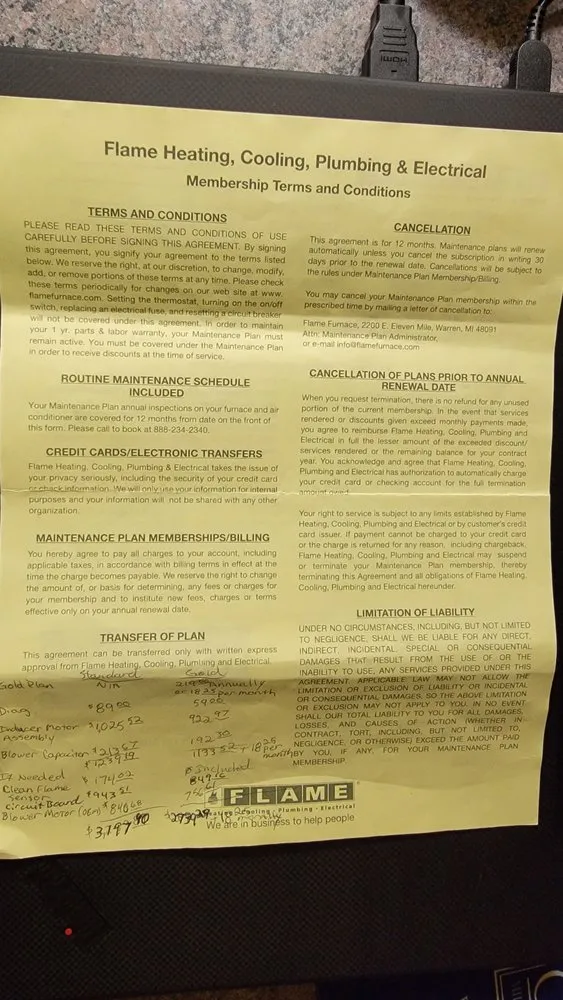 HDMI
Flame Heating, Cooling, Plumbing & Electrical
Membership Terms and Conditions
TERMS AND CONDITIONS
PLEASE READ THESE TERMS AND CONDITIONS OF USE
CAREFULLY BEFORE SIGNING THIS AGREEMENT. By signing
this agreement, you signify your agreement to the terms listed
below. We reserve the right, at our discretion, to change, modify,
add, or remove portions of these terms at any time. Please check
these terms periodically for changes on our web site at www.
flamefurnace.com. Setting the thermostat, turning on the on/off
switch, replacing an electrical fuse, and resetting a circuit breaker
will not be covered under this agreement. In order to maintain
your 1 yr. parts & labor warranty, your Maintenance Plan must
remain active. You must be covered under the Maintenance Plan
in order to receive discounts at the time of service.
ROUTINE MAINTENANCE SCHEDULE
INCLUDED
Your Maintenance Plan annual inspections on your furnace and air
conditioner are covered for 12 months from date on the front of
this form. Please call to book at 888-234-2340.
CREDIT CARDS/ELECTRONIC TRANSFERS
Flame Heating, Cooling, Plumbing & Electrical takes the issue of
your privacy seriously, including the security of your credit card
or check information. We will only use your information for internal
purposes and your information will not be shared with any other
organization.
MAINTENANCE PLAN MEMBERSHIPS/BILLING
You hereby agree to pay all charges to your account, including
applicable taxes, in accordance with billing terms in effect at the
time the charge becomes payable. We reserve the right to change
the amount of, or basis for determining, any fees or charges for
your membership and to institute new fees, charges or terms
effective only on your annual renewal date.
TRANSFER OF PLAN
This agreement can be transferred only with written express
approval from Flame Heating, Cooling, Plumbing and Electrical.
CANCELLATION
This agreement is for 12 months. Maintenance plans will renew
automatically unless you cancel the subscription in writing 30
days prior to the renewal date. Cancellations will be subject to
the rules under Maintenance Plan Membership/Billing.
You may cancel your Maintenance Plan membership within the
prescribed time by mailing a letter of cancellation to:
Flame Furnace, 2200 E. Eleven Mile, Warren, MI 48091
Attn: Maintenance Plan Administrator,
or e-mail info@flamefurnace.com
CANCELLATION OF PLANS PRIOR TO ANNUAL
RENEWAL DATE
When you request termination, there is no refund for any unused
portion of the current membership. In the event that services
rendered or discounts given exceed monthly payments made,
you agree to reimburse Flame Heating, Cooling, Plumbing and
Electrical in full the lesser amount of the exceeded discount/
services rendered or the remaining balance for your contract
year. You acknowledge and agree that Flame Heating, Cooling,
Plumbing and Electrical has authorization to automatically charge
your credit card or checking account for the full termination
amount owed.
Your right to service is subject to any limits established by Flame
Heating, Cooling, Plumbing and Electrical or by customer's credit
card issuer. If payment cannot be charged to your credit card
or the charge is returned for any reason, including chargeback,
Flame Heating, Cooling, Plumbing and Electrical may suspend
or terminate your Maintenance Plan membership, thereby
terminating this Agreement and all obligations of Flame Heating,
Cooling, Plumbing and Electrical hereunder.
LIMITATION OF LIABILITY
UNDER NO CIRCUMSTANCES, INCLUDING, BUT NOT LIMITED
TO NEGLIGENCE, SHALL WE BE LIABLE FOR ANY DIRECT,
INDIRECT, INCIDENTAL, SPECIAL OR CONSEQUENTIAL
DAMAGES THAT RESULT FROM THE USE OF OR THE
INABILITY TO USE, ANY SERVICES PROVIDED UNDER THIS
AGREEMENT. APPLICABLE LAW MAY NOT ALLOW THE
LIMITATION OR EXCLUSION OF LIABILITY OR INCIDENTAL
OR CONSEQUENTIAL DAMAGES, SO THE ABOVE LIMITATION
OR EXCLUSION MAY NOT APPLY TO YOU. IN NO EVENT
SHALL OUR TOTAL LIABILITY TO YOU FOR ALL DAMAGES,
LOSSES, AND CAUSES OF ACTION (WHETHER IN
CONTRACT, TORT, INCLUDING, BUT NOT LIMITED TO,
NEGLIGENCE, OR OTHERWISE) EXCEED THE AMOUNT PAID
BY YOU, IF ANY, FOR YOUR MAINTENANCE PLAN
MEMBERSHIP.
Standard Gold
Gold Plan N/A Annually
or 18.25 per month
Diag $89.00 59.00
Inducer Motor $1,025.52 922.97
Assembly
Blower Capacitor $213.67 192.30
1 + 18.25
per month
If Needed Included
Clean Flame $174.02
Sensor
Circuit Board $943.51 849.16
Blower Motor (OEM) $840.68
$3,197.90
FLAME
Heating · Cooling · Plumbing · Electrical
We are in business to help people